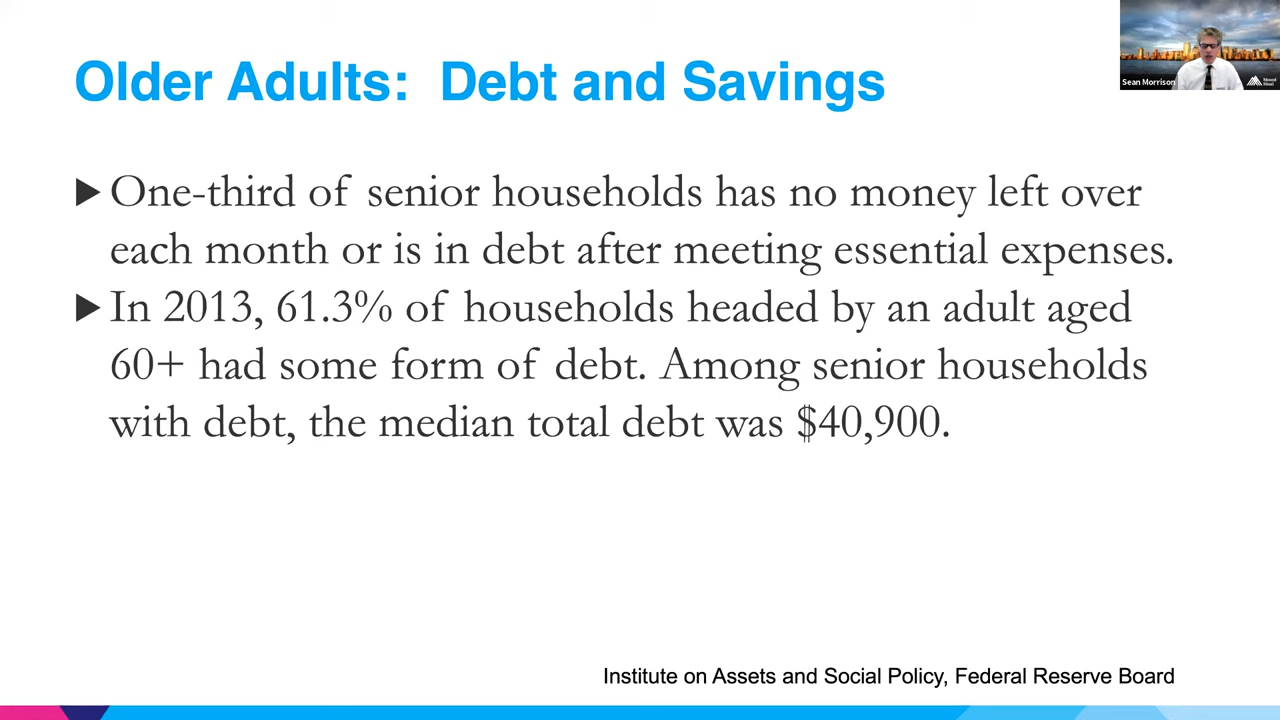 Older Adults:  Debt and Savings
Sean Morrison
Mount
Sinai
▶ One-third of senior households has no money left over
each month or is in debt after meeting essential expenses.
▶ In 2013, 61.3% of households headed by an adult aged
60+ had some form of debt. Among senior households
with debt, the median total debt was $40,900.
Institute on Assets and Social Policy, Federal Reserve Board